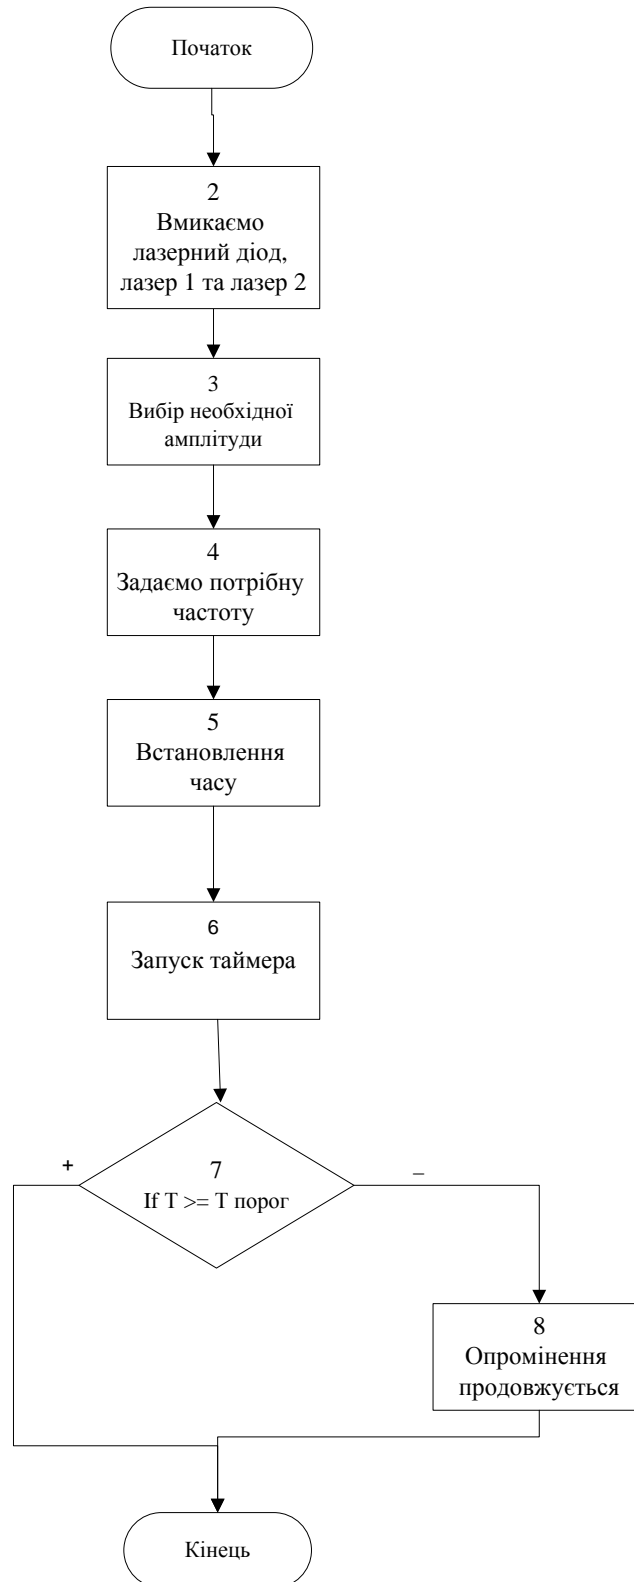 Початок
2
Вмикаємо
лазерний діод,
лазер 1 та лазер 2
3
Вибір необхідної
амплітуди
4
Задаємо потрібну
частоту
5
Встановлення
часу
6
Запуск таймера
+
7
_
If T >= T порог
8
Опромінення
продовжується
Кінець